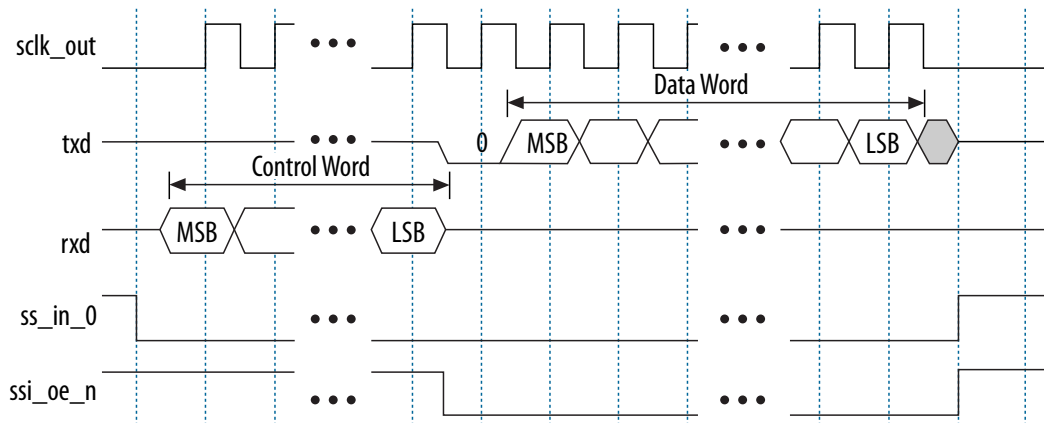 sclk_out
Data Word
txd 0 MSB LSB
Control Word
rxd MSB LSB
ss_in_0
ssi_oe_n